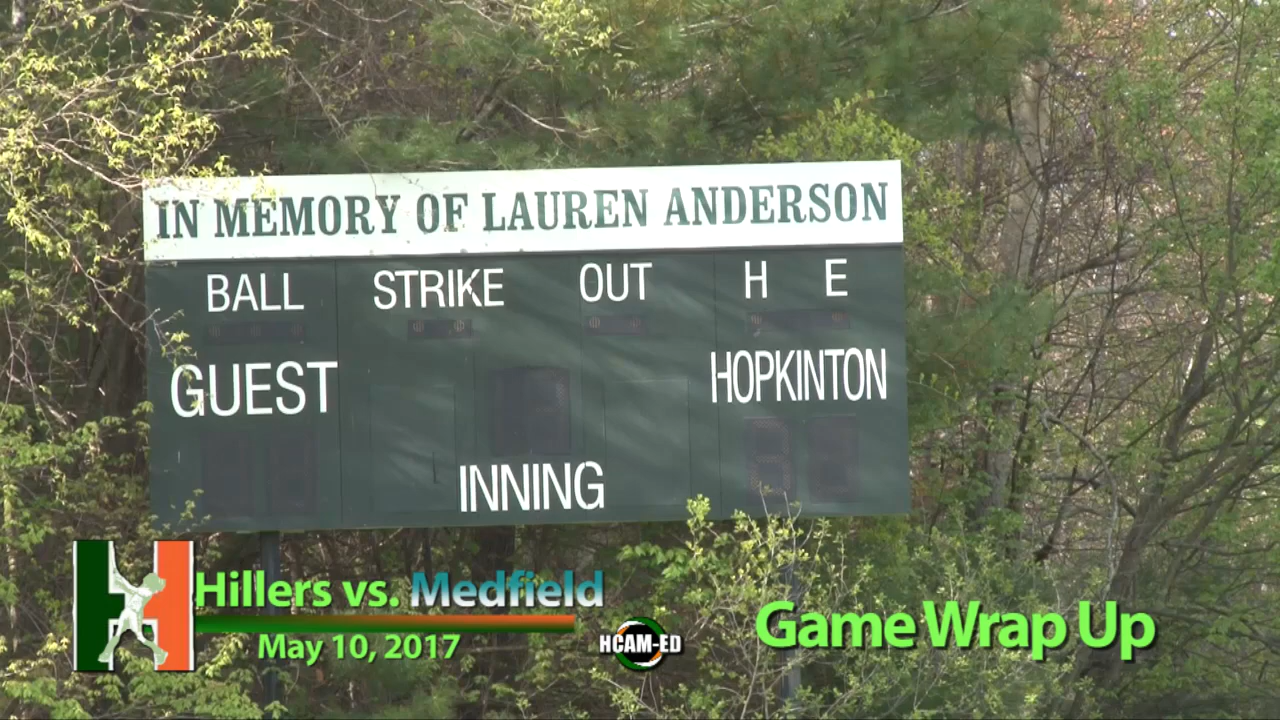 IN MEMORY OF LAUREN ANDERSON
BALL STRIKE OUT H E
GUEST HOPKINTON
INNING
H
Hillers vs. Medfield
May 10, 2017
HCAM-ED
Game Wrap Up